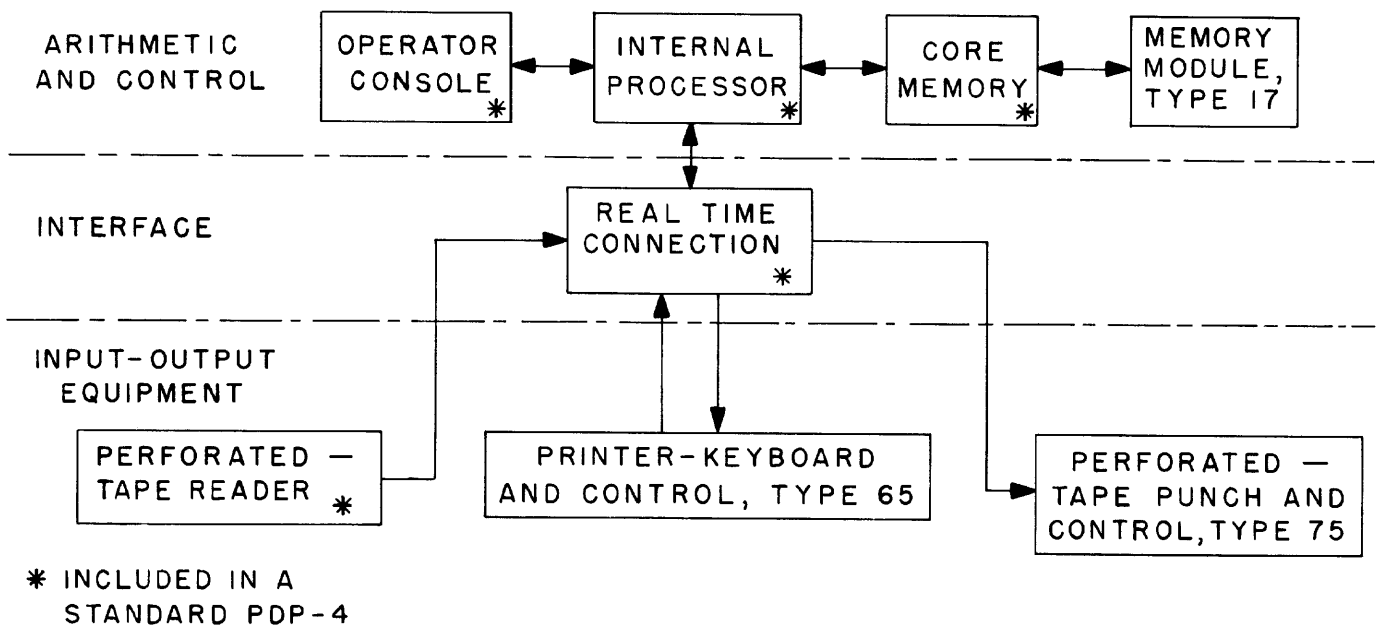 ARITHMETIC
AND CONTROL
OPERATOR
CONSOLE
*
INTERNAL
PROCESSOR
*
CORE
MEMORY
*
MEMORY
MODULE,
TYPE 17
INTERFACE
REAL TIME
CONNECTION
*
INPUT-OUTPUT
EQUIPMENT
PERFORATED —
TAPE READER
*
PRINTER-KEYBOARD
AND CONTROL, TYPE 65
PERFORATED —
TAPE PUNCH AND
CONTROL, TYPE 75
* INCLUDED IN A
STANDARD PDP-4